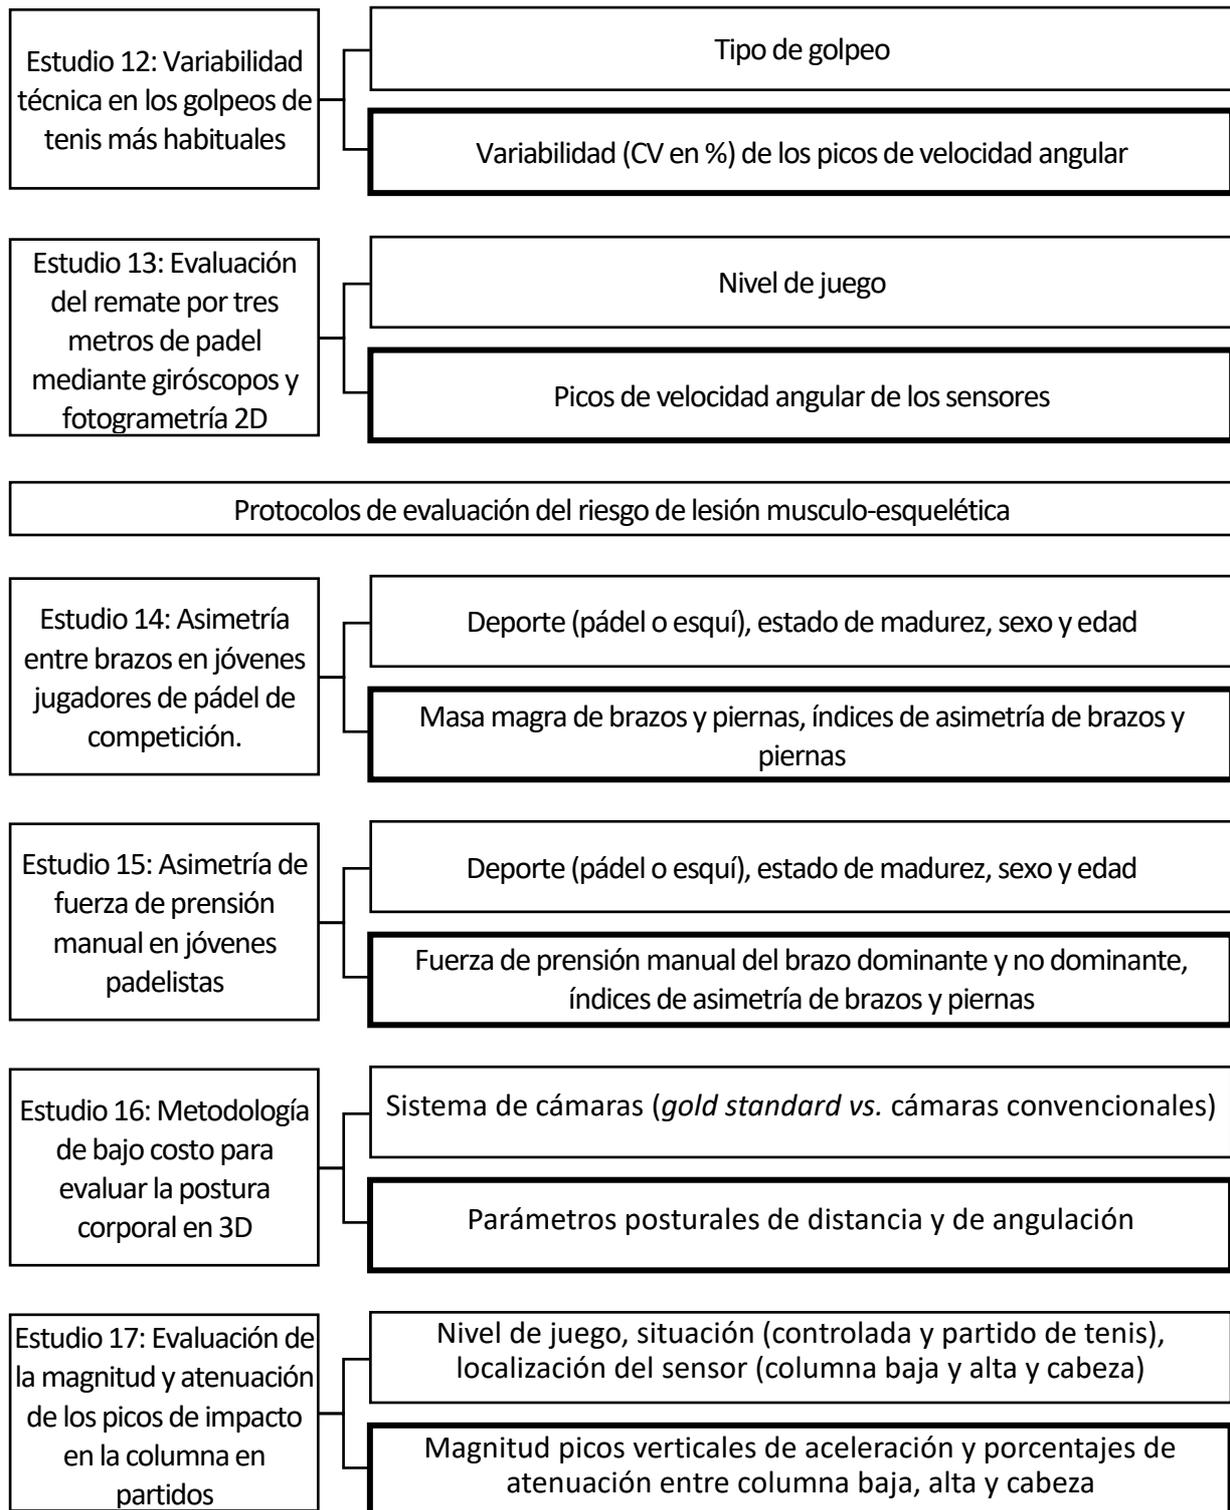 Estudio 12: Variabilidad
técnica en los golpeos de
tenis más habituales
Tipo de golpeo
Variabilidad (CV en %) de los picos de velocidad angular
Estudio 13: Evaluación
del remate por tres
metros de padel
mediante giróscopos y
fotogrametría 2D
Nivel de juego
Picos de velocidad angular de los sensores
Protocolos de evaluación del riesgo de lesión musculo-esquelética
Estudio 14: Asimetría
entre brazos en jóvenes
jugadores de pádel de
competición.
Deporte (pádel o esquí), estado de madurez, sexo y edad
Masa magra de brazos y piernas, índices de asimetría de brazos y
piernas
Estudio 15: Asimetría de
fuerza de prensión
manual en jóvenes
padelistas
Deporte (pádel o esquí), estado de madurez, sexo y edad
Fuerza de prensión manual del brazo dominante y no dominante,
índices de asimetría de brazos y piernas
Estudio 16: Metodología
de bajo costo para
evaluar la postura
corporal en 3D
Sistema de cámaras (gold standard vs. cámaras convencionales)
Parámetros posturales de distancia y de angulación
Estudio 17: Evaluación de
la magnitud y atenuación
de los picos de impacto
en la columna en
partidos
Nivel de juego, situación (controlada y partido de tenis),
localización del sensor (columna baja y alta y cabeza)
Magnitud picos verticales de aceleración y porcentajes de
atenuación entre columna baja, alta y cabeza